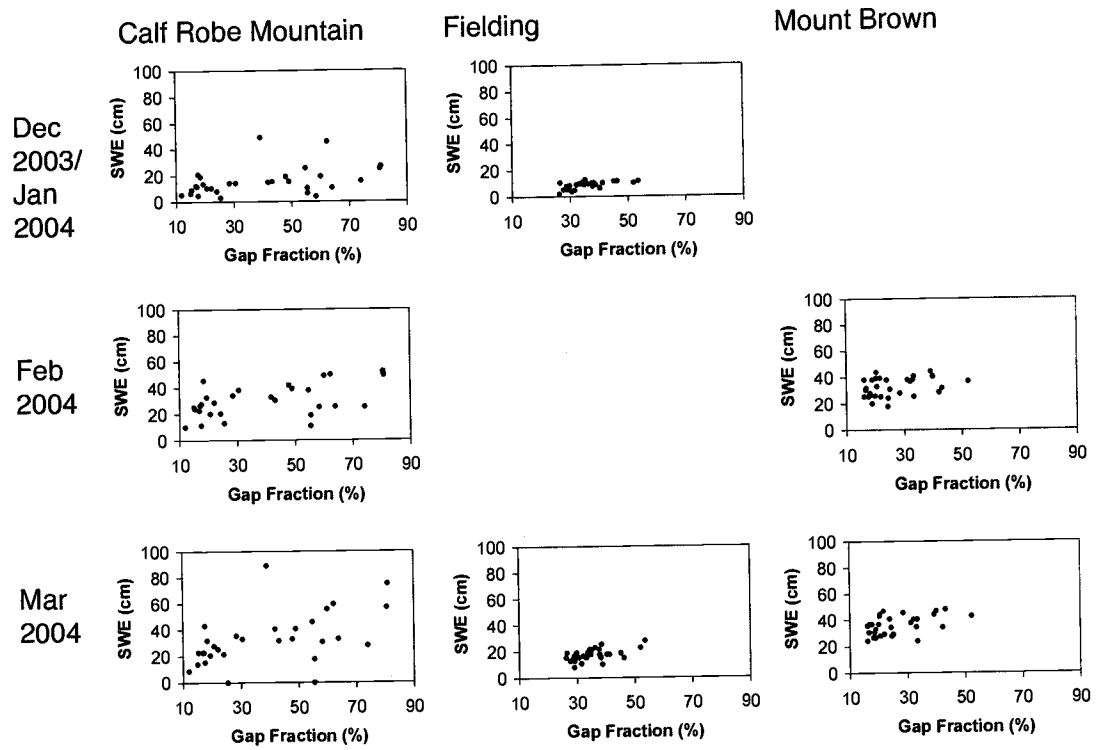 Calf Robe Mountain
Fielding
Mount Brown
Dec
2003/
Jan
2004
SWE (cm)
100
80
60
40
20
0
10 30 50 70 90
Gap Fraction (%)
SWE (cm)
100
80
60
40
20
0
10 30 50 70 90
Gap Fraction (%)
Feb
2004
SWE (cm)
100
80
60
40
20
0
10 30 50 70 90
Gap Fraction (%)
SWE (cm)
100
80
60
40
20
0
10 30 50 70 90
Gap Fraction (%)
Mar
2004
SWE (cm)
100
80
60
40
20
0
10 30 50 70 90
Gap Fraction (%)
SWE (cm)
100
80
60
40
20
0
10 30 50 70 90
Gap Fraction (%)
SWE (cm)
100
80
60
40
20
0
10 30 50 70 90
Gap Fraction (%)